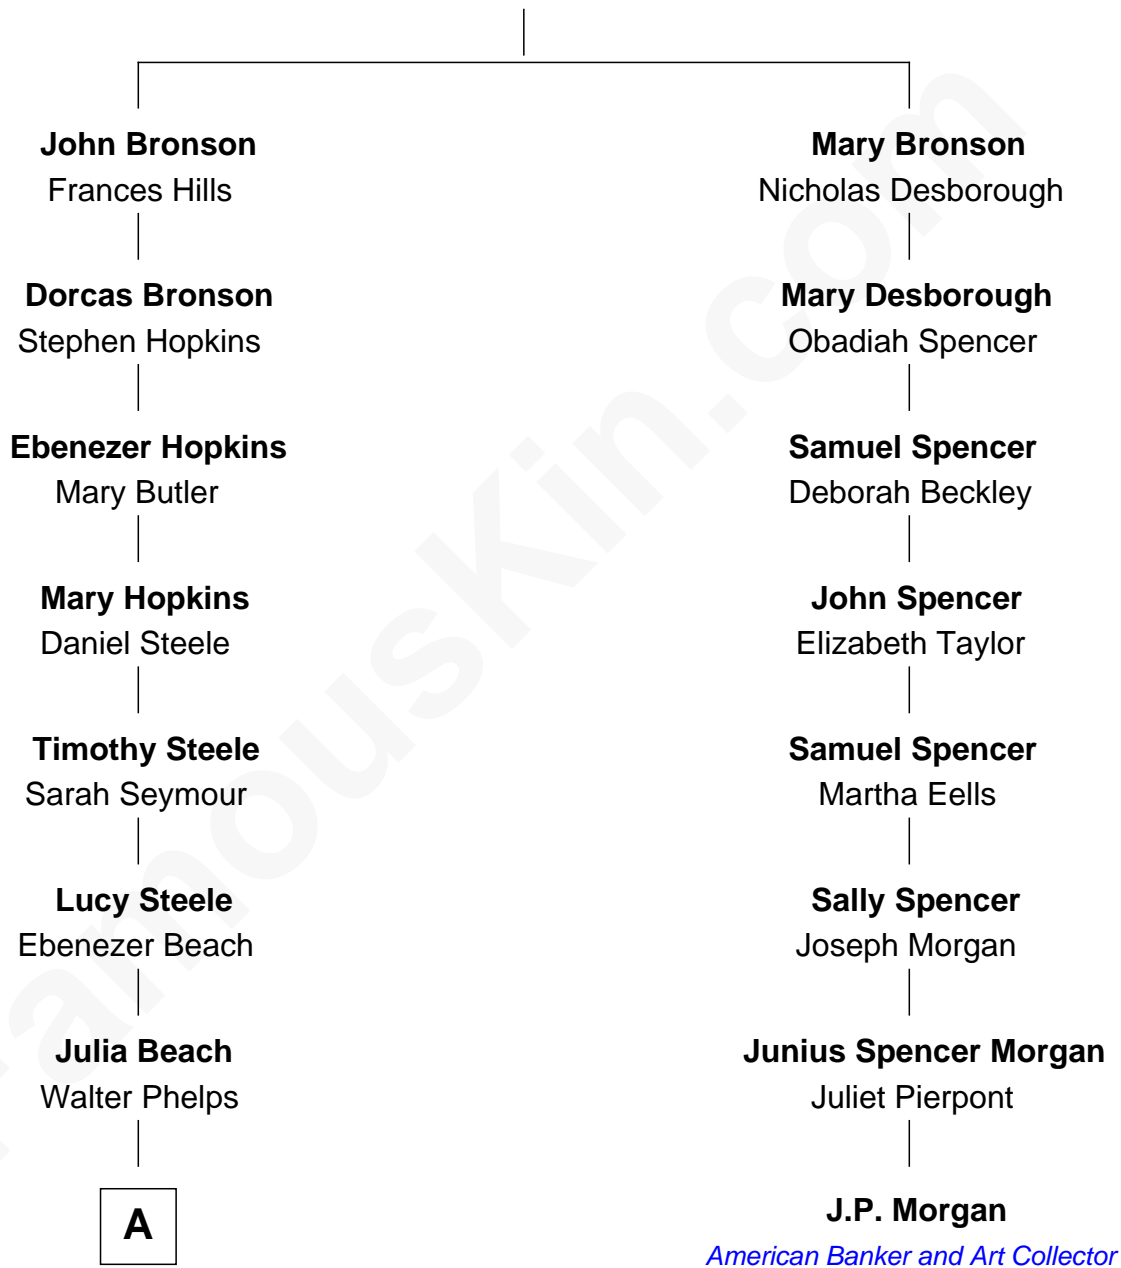 John Bronson
Frances Hills
Dorcas Bronson
Stephen Hopkins
Ebenezer Hopkins
Mary Butler
Mary Hopkins
Daniel Steele
Timothy Steele
Sarah Seymour
Lucy Steele
Ebenezer Beach
Julia Beach
Walter Phelps
A
Mary Bronson
Nicholas Desborough
Mary Desborough
Obadiah Spencer
Samuel Spencer
Deborah Beckley
John Spencer
Elizabeth Taylor
Samuel Spencer
Martha Eells
Sally Spencer
Joseph Morgan
Junius Spencer Morgan
Juliet Pierpont
J.P. Morgan
American Banker and Art Collector
FamousKin.com